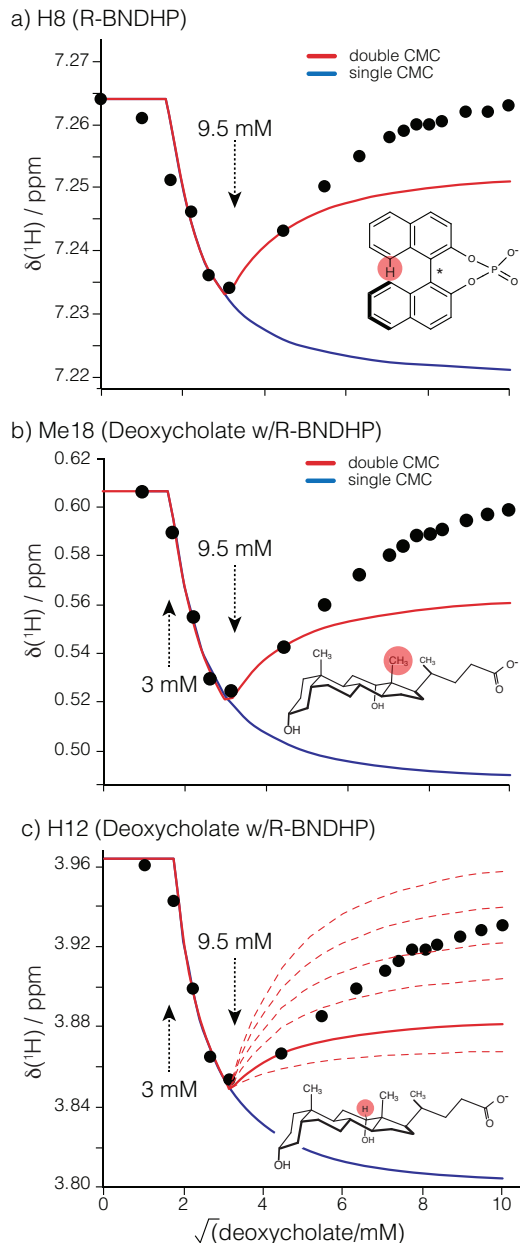 a) H8 (R-BNDHP)
7.27
7.26
7.25
7.24
7.23
7.22
δ(¹H) / ppm
double CMC
single CMC
9.5 mM
H
*
O
O
P
O⁻
O
b) Me18 (Deoxycholate w/R-BNDHP)
0.62
0.60
0.58
0.56
0.54
0.52
0.50
δ(¹H) / ppm
double CMC
single CMC
9.5 mM
3 mM
CH₃
CH₃
CH₃
O⁻
O
OH
OH
c) H12 (Deoxycholate w/R-BNDHP)
3.96
3.92
3.88
3.84
3.80
δ(¹H) / ppm
9.5 mM
3 mM
CH₃
H
CH₃
CH₃
O⁻
O
OH
OH
0 2 4 6 8 10
√(deoxycholate/mM)